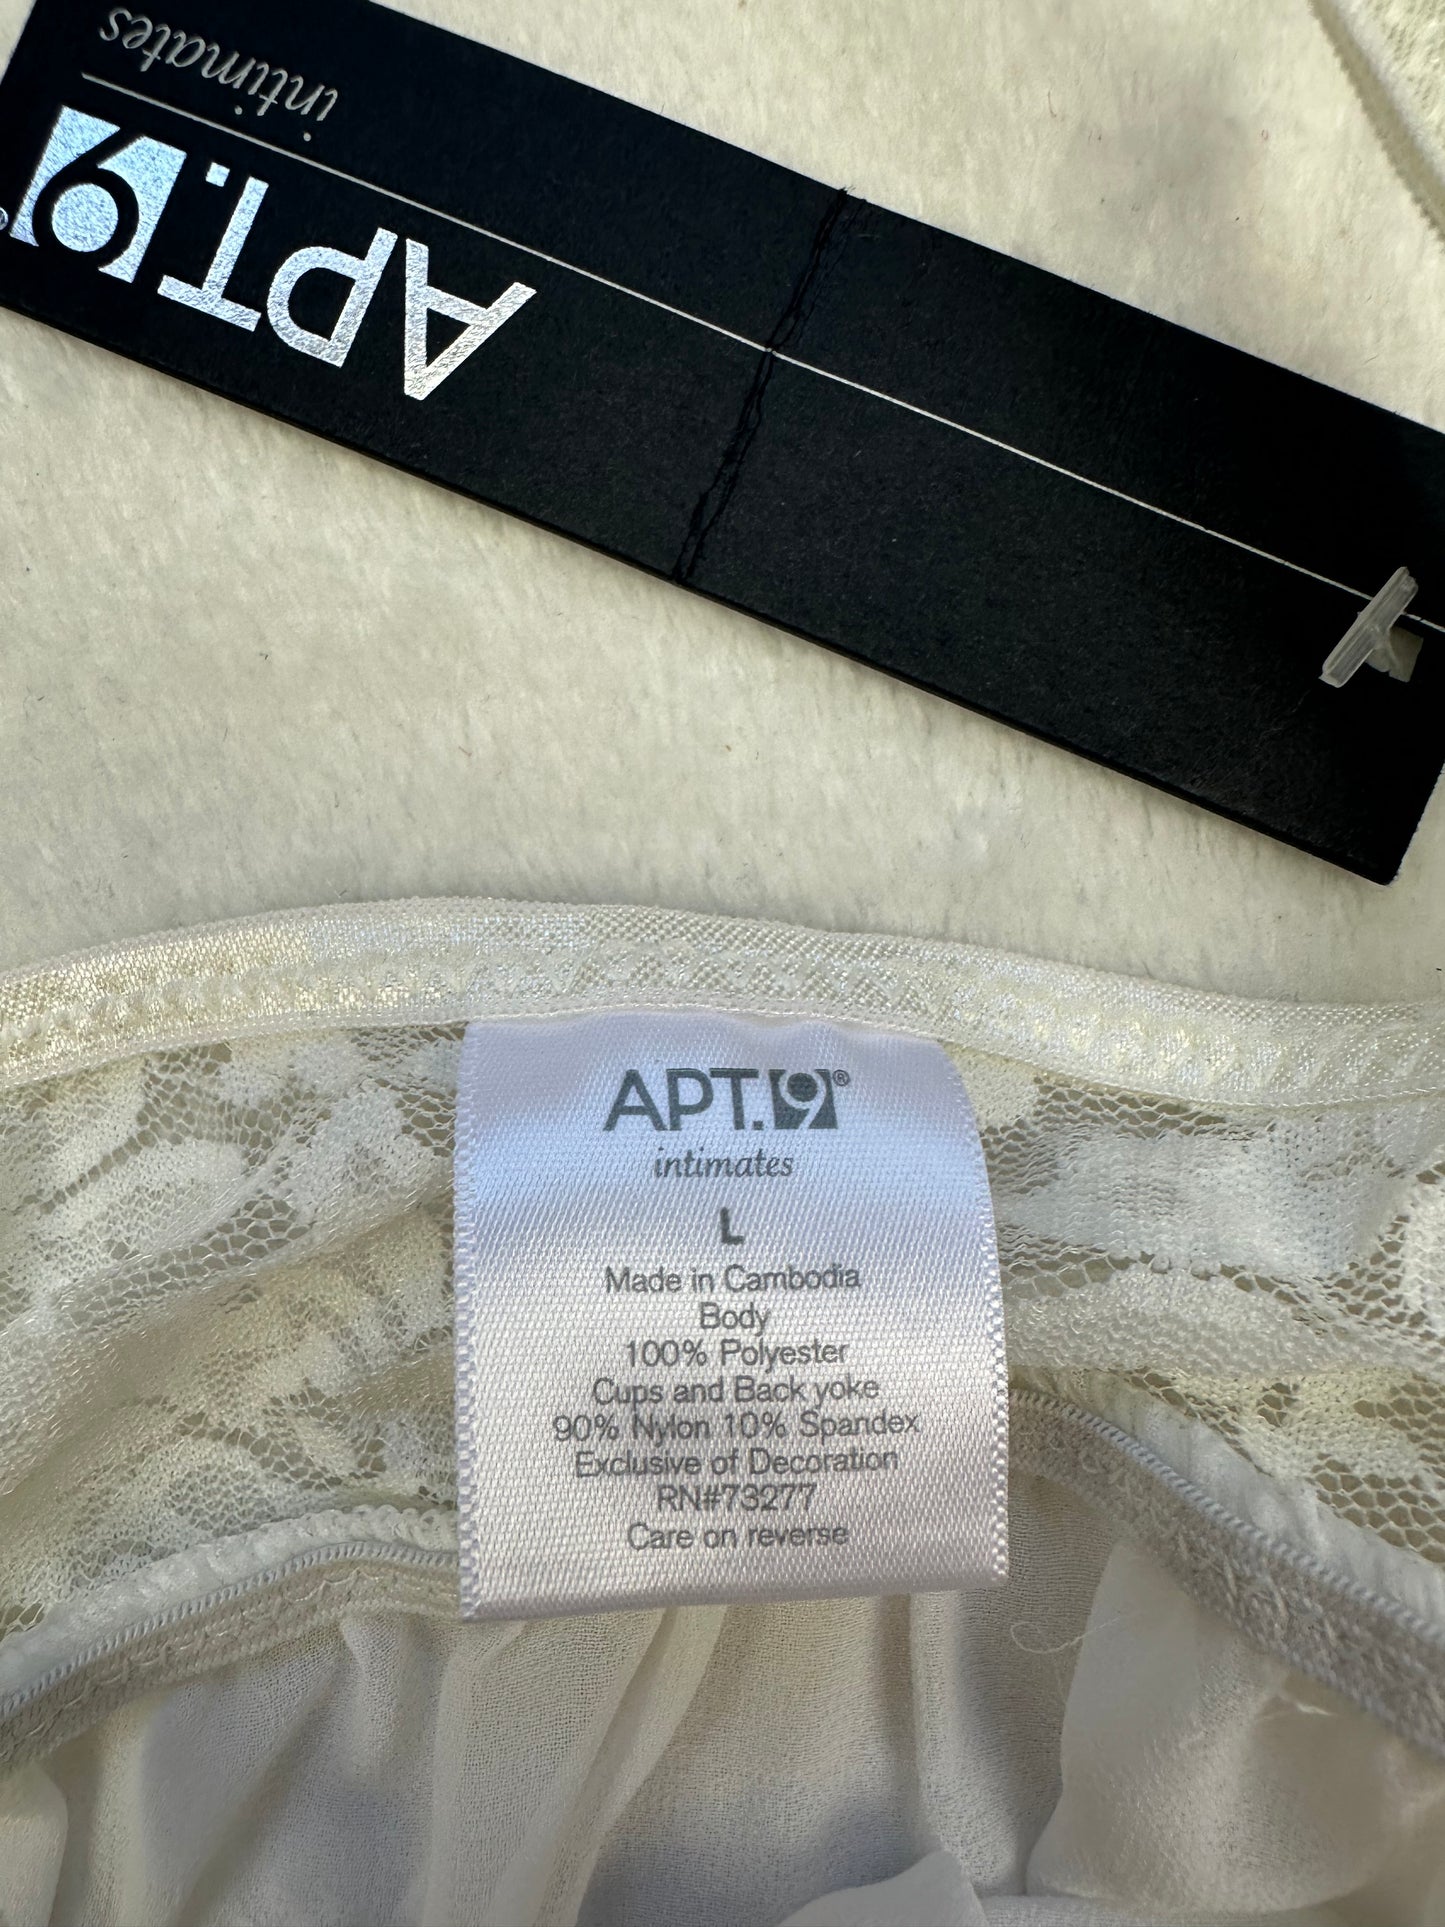 APT.9®
intimates
APT.9®
intimates
L
Made in Cambodia
Body
100% Polyester
Cups and Back yoke
90% Nylon 10% Spandex
Exclusive of Decoration
RN#73277
Care on reverse